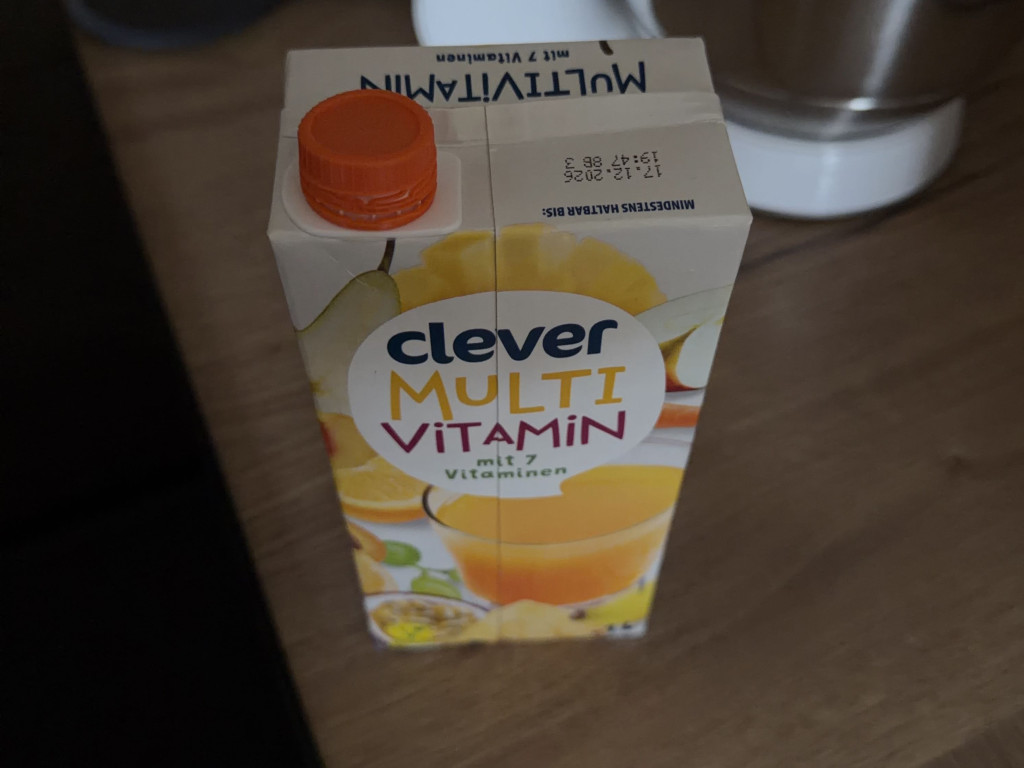 MULTIViTAMiN
mit 7 Vitaminen
MINDESTENS HALTBAR BIS:
17.12.2026
19:47 8B 3
clever
MULTI
ViTAMiN
mit 7
Vitaminen